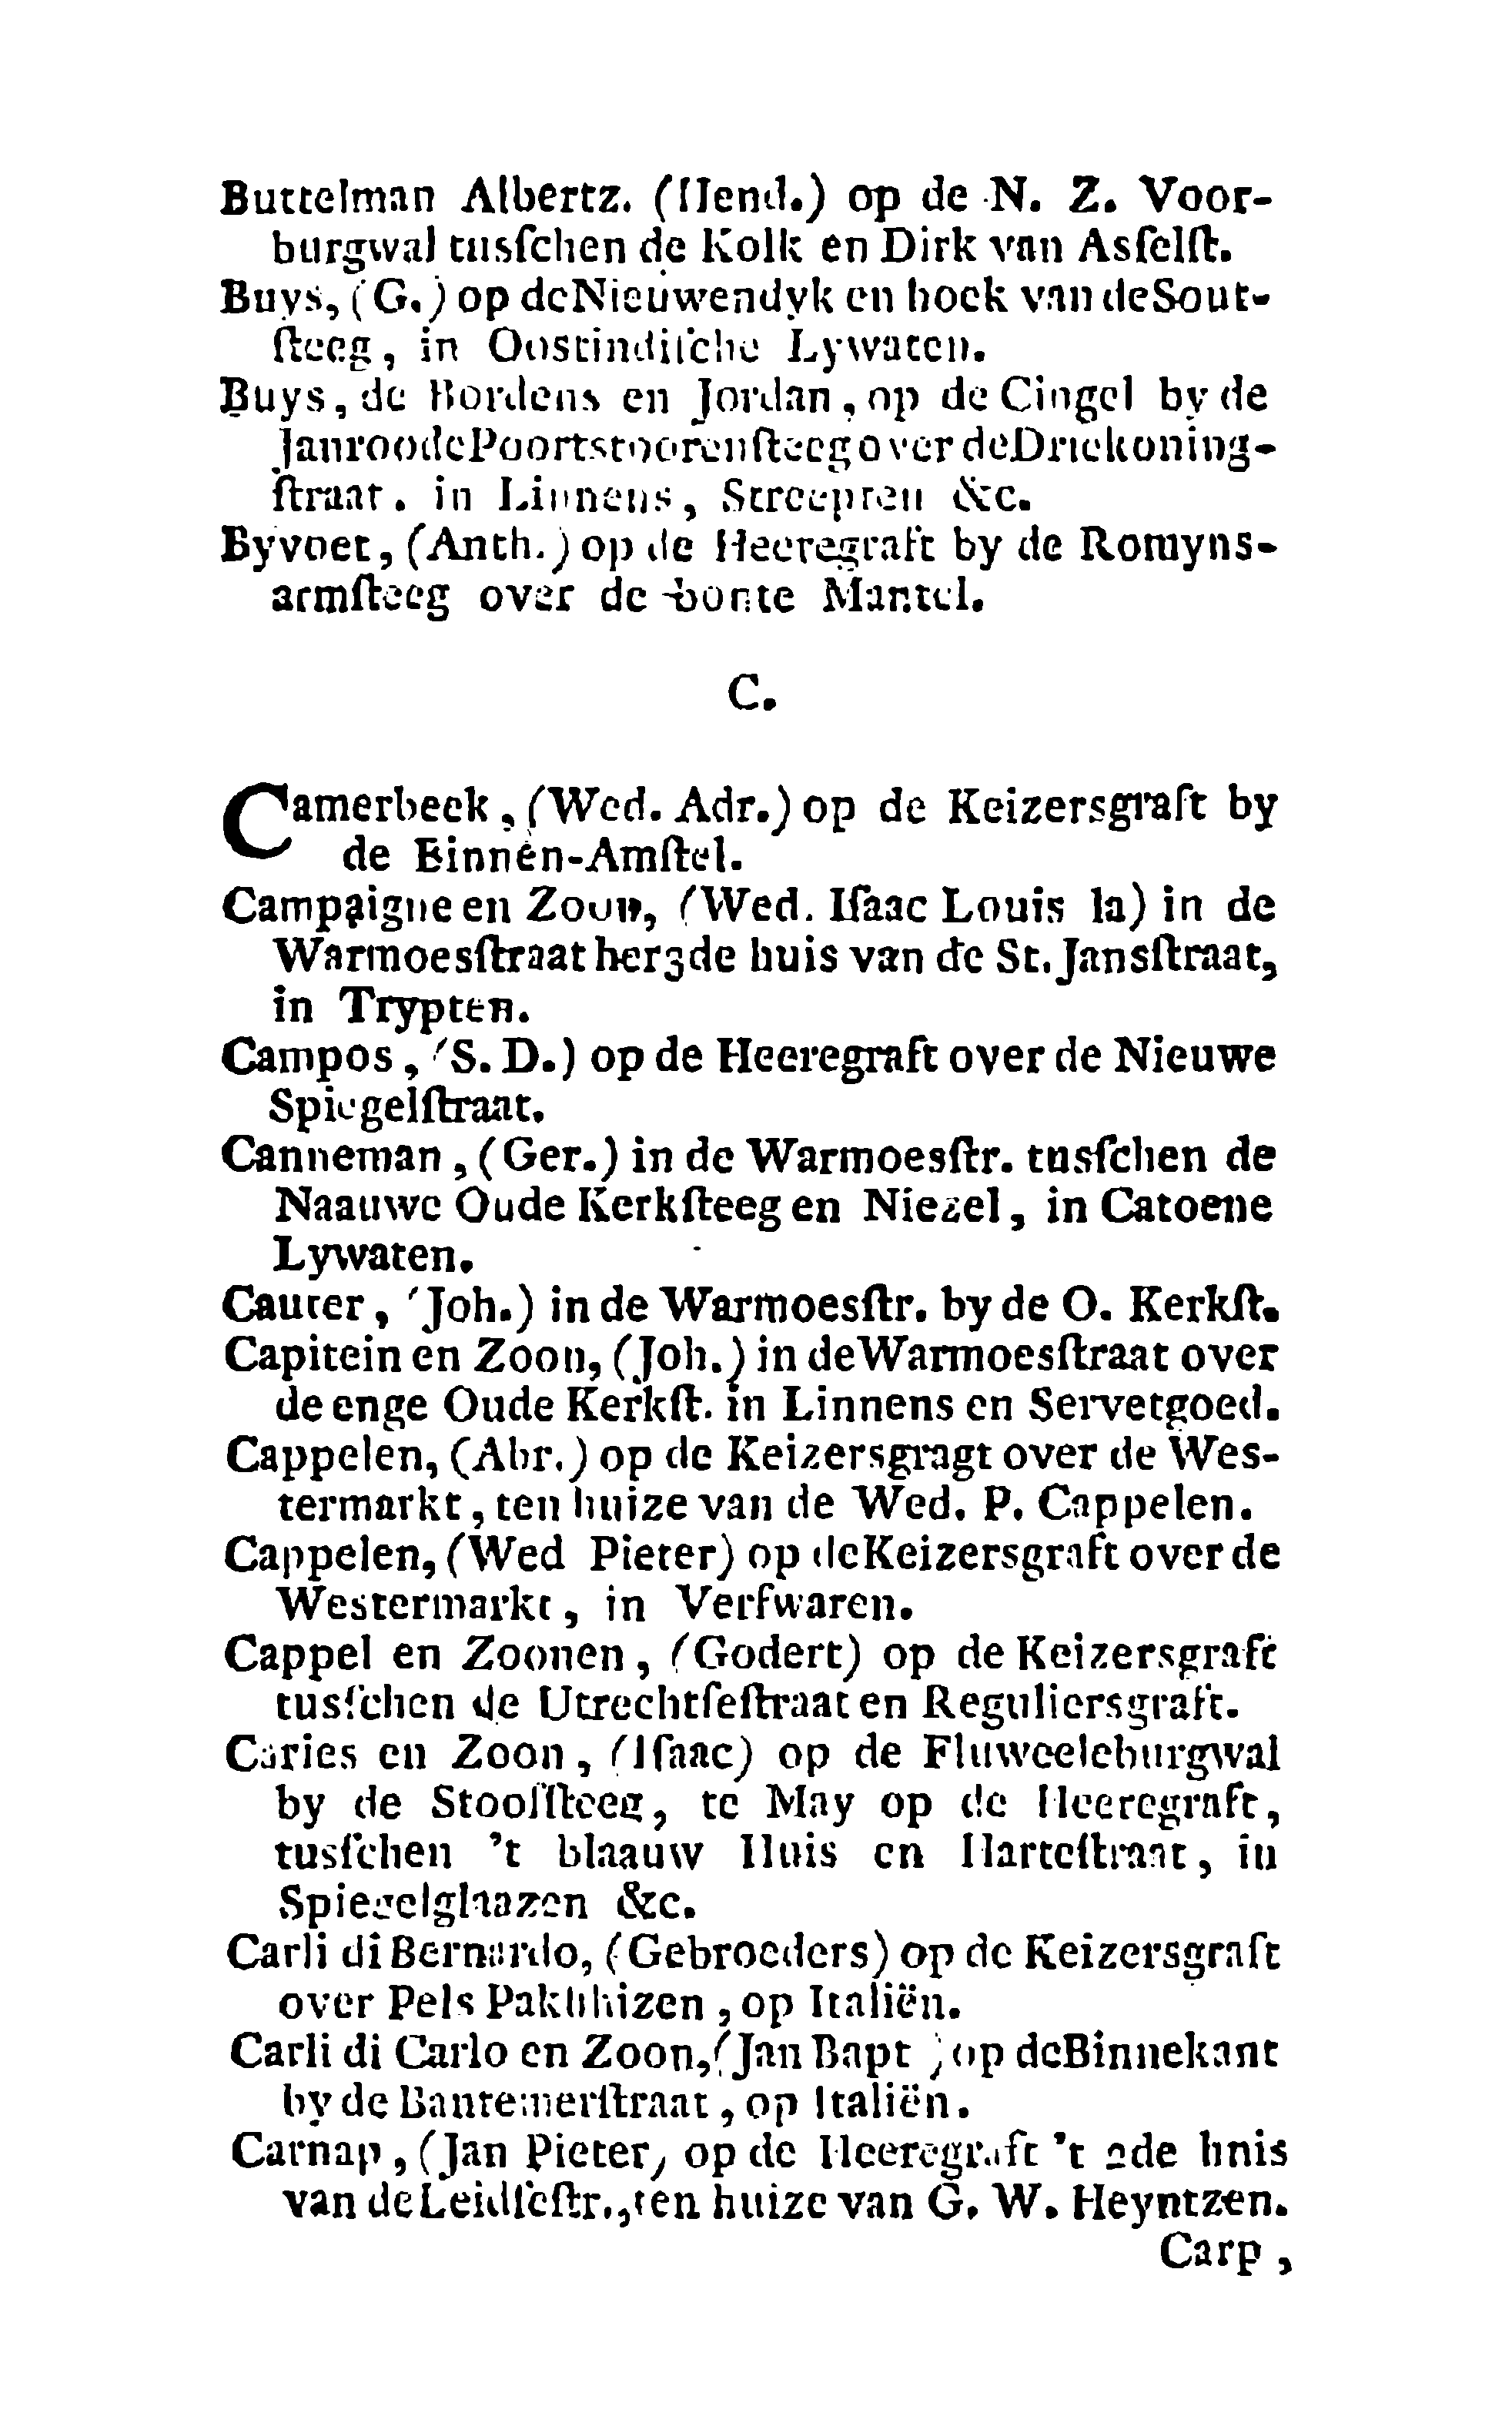 Buttelman Albertz. (Hend.) op de N. Z. Voor-
burgwal tusſchen de Kolk en Dirk van Asſelſt.
Buys, (G.) op de Nieuwendyk en hoek van de Sout-
ſteeg, in Oostindiſche Lywaten.
Buys, de Bordens en Jordan, op de Cingel by de
Janroode Poortstoorenſteeg over de Driekoning-
ſtraat. in Linnens, Streepten &c.
Byvoet, (Anth.) op de Heeregraft by de Romyns-
armſteeg over de bonte Mantel.
C.
Camerbeek, (Wed. Adr.) op de Keizersgraft by
de Binnen-Amſtel.
Campaigne en Zoon, (Wed. Iſaac Louis la) in de
Warmoesſtraat het 3de huis van de St. Jansſtraat,
in Trypten.
Campos, (S. D.) op de Heeregraft over de Nieuwe
Spiegelſtraat.
Canneman, (Ger.) in de Warmoesſtr. tusſchen de
Naauwe Oude Kerkſteeg en Niezel, in Catoene
Lywaten.
Cauter, (Joh.) in de Warmoesſtr. by de O. Kerkſt.
Capitein en Zoon, (Joh.) in de Warmoesſtraat over
de enge Oude Kerkſt. in Linnens en Servetgoed.
Cappelen, (Abr.) op de Keizersgragt over de Wes-
termarkt, ten huize van de Wed. P. Cappelen.
Cappelen, (Wed Pieter) op de Keizersgraft over de
Westermarkt, in Verfwaren.
Cappel en Zoonen, (Godert) op de Keizersgraft
tusſchen de Utrechtſeſtraat en Reguliersgraft.
Caries en Zoon, (Iſaac) op de Fluweeleburgwal
by de Stoofſteeg, te May op de Heeregraft,
tusſchen 't blaauw Huis en Harteſtraat, in
Spiegelglaazen &c.
Carli di Bernardo, (Gebroeders) op de Keizersgraft
over Pels Pakhuizen, op Italiën.
Carli di Carlo en Zoon, (Jan Bapt) op de Binnekant
by de Bantemerſtraat, op Italiën.
Carnap, (Jan Pieter) op de Heeregraft 't 2de huis
van de Leidſeſtr., ten huize van G. W. Heyntzen.
Carp,